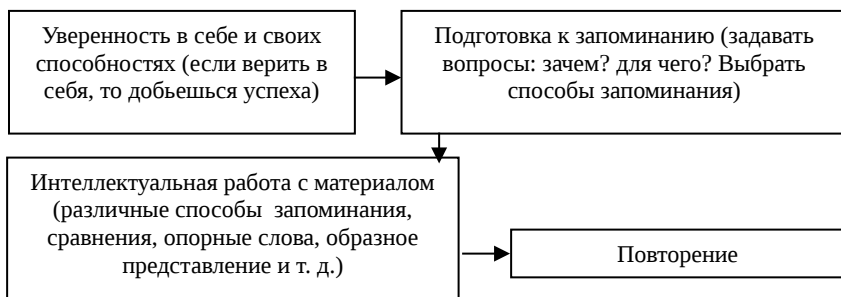 Уверенность в себе и своих
способностях (если верить в
себя, то добьешься успеха)
Подготовка к запоминанию (задавать
вопросы: зачем? для чего? Выбрать
способы запоминания)
Интеллектуальная работа с материалом
(различные способы запоминания,
сравнения, опорные слова, образное
представление и т. д.)
Повторение